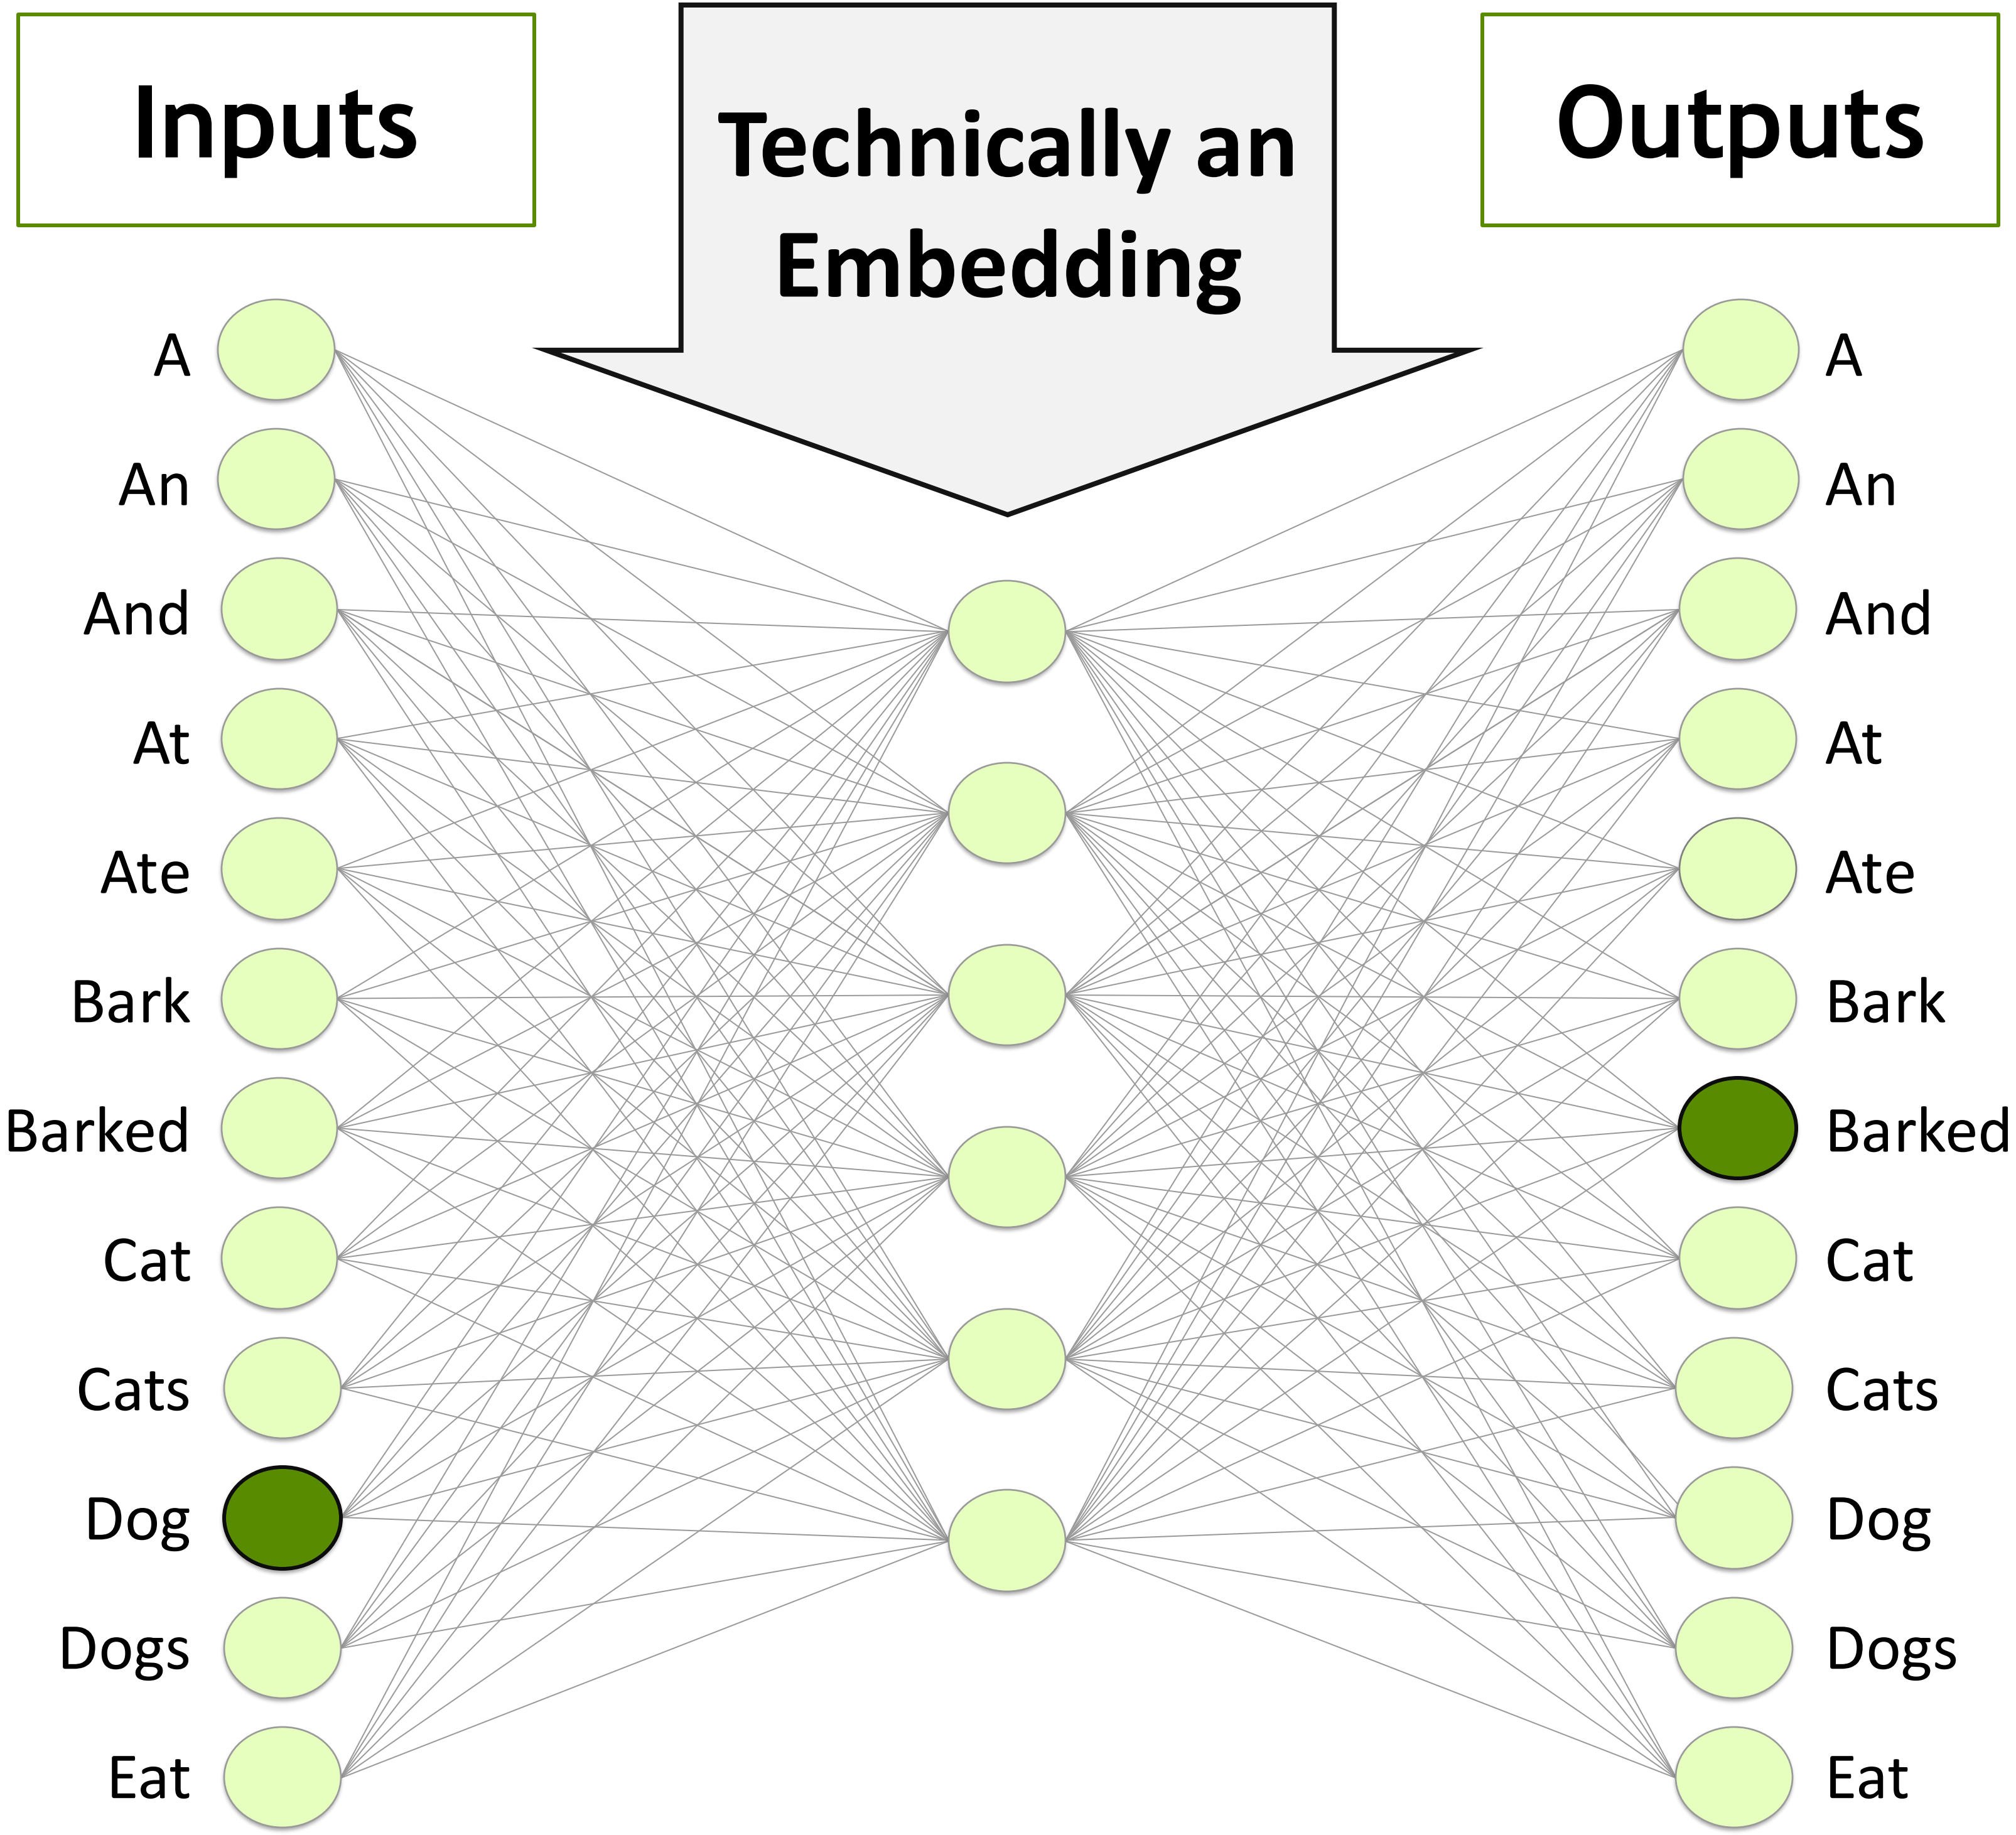 Inputs
Technically an
Embedding
Outputs
A
An
And
At
Ate
Bark
Barked
Cat
Cats
Dog
Dogs
Eat
A
An
And
At
Ate
Bark
Barked
Cat
Cats
Dog
Dogs
Eat